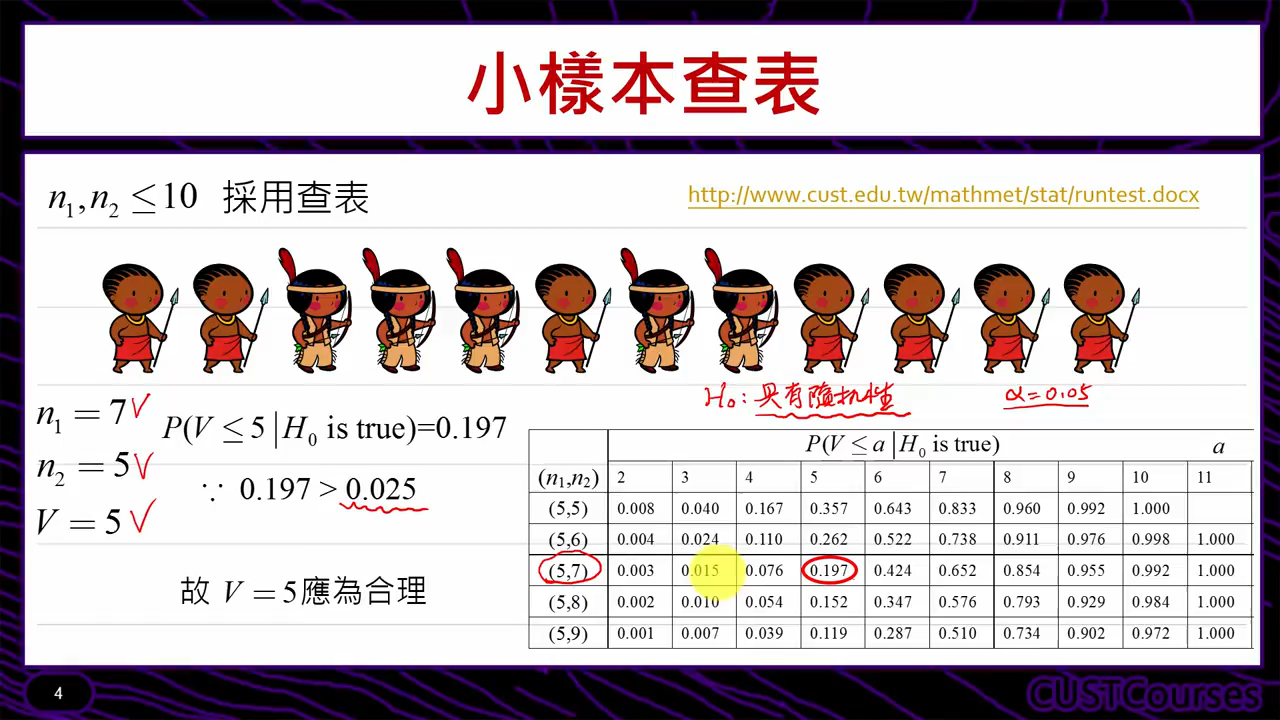 小樣本查表
n₁,n₂ ≤10 採用查表
http://www.cust.edu.tw/mathmet/stat/runtest.docx
H₀: 具有隨机性 α=0.05
n₁ = 7 V
n₂ = 5 V
V = 5 V
P(V ≤ 5 | H₀ is true)=0.197
∵ 0.197 > 0.025
故 V = 5 應為合理
P(V ≤ a | H₀ is true) a
(n₁,n₂) 2 3 4 5 6 7 8 9 10 11
(5,5) 0.008 0.040 0.167 0.357 0.643 0.833 0.960 0.992 1.000
(5,6) 0.004 0.024 0.110 0.262 0.522 0.738 0.911 0.976 0.998 1.000
(5,7) 0.003 0.015 0.076 0.197 0.424 0.652 0.854 0.955 0.992 1.000
(5,8) 0.002 0.010 0.054 0.152 0.347 0.576 0.793 0.929 0.984 1.000
(5,9) 0.001 0.007 0.039 0.119 0.287 0.510 0.734 0.902 0.972 1.000
4
CUSTCourses